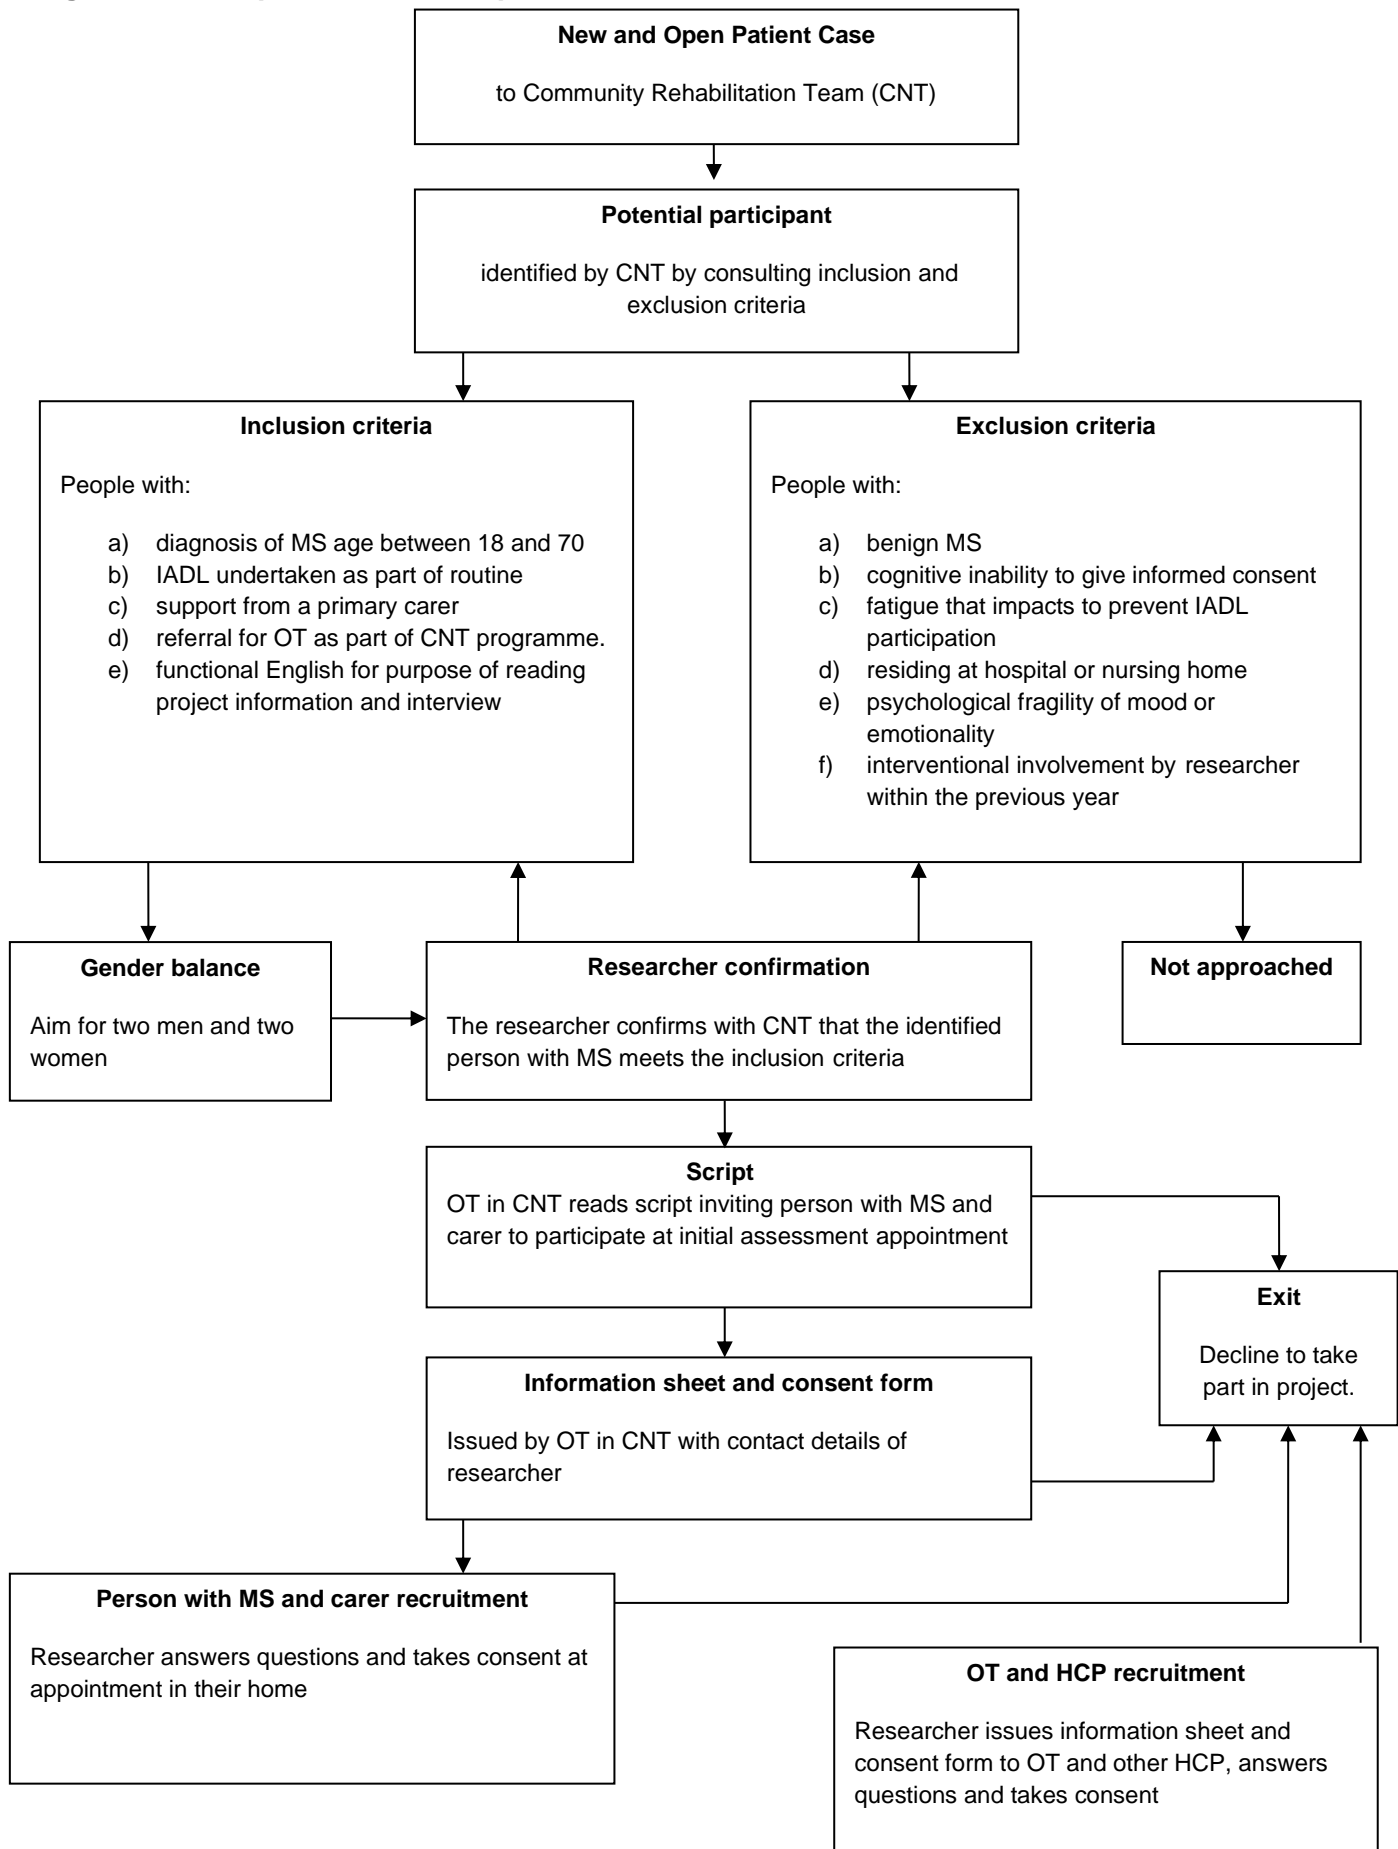 New and Open Patient Case
to Community Rehabilitation Team (CNT)
Potential participant
identified by CNT by consulting inclusion and
exclusion criteria
Inclusion criteria
People with:
a) diagnosis of MS age between 18 and 70
b) IADL undertaken as part of routine
c) support from a primary carer
d) referral for OT as part of CNT programme.
e) functional English for purpose of reading
project information and interview
Exclusion criteria
People with:
a) benign MS
b) cognitive inability to give informed consent
c) fatigue that impacts to prevent IADL
participation
d) residing at hospital or nursing home
e) psychological fragility of mood or
emotionality
f) interventional involvement by researcher
within the previous year
Gender balance
Aim for two men and two
women
Researcher confirmation
The researcher confirms with CNT that the identified
person with MS meets the inclusion criteria
Not approached
Script
OT in CNT reads script inviting person with MS and
carer to participate at initial assessment appointment
Exit
Decline to take
part in project.
Information sheet and consent form
Issued by OT in CNT with contact details of
researcher
Person with MS and carer recruitment
Researcher answers questions and takes consent at
appointment in their home
OT and HCP recruitment
Researcher issues information sheet and
consent form to OT and other HCP, answers
questions and takes consent